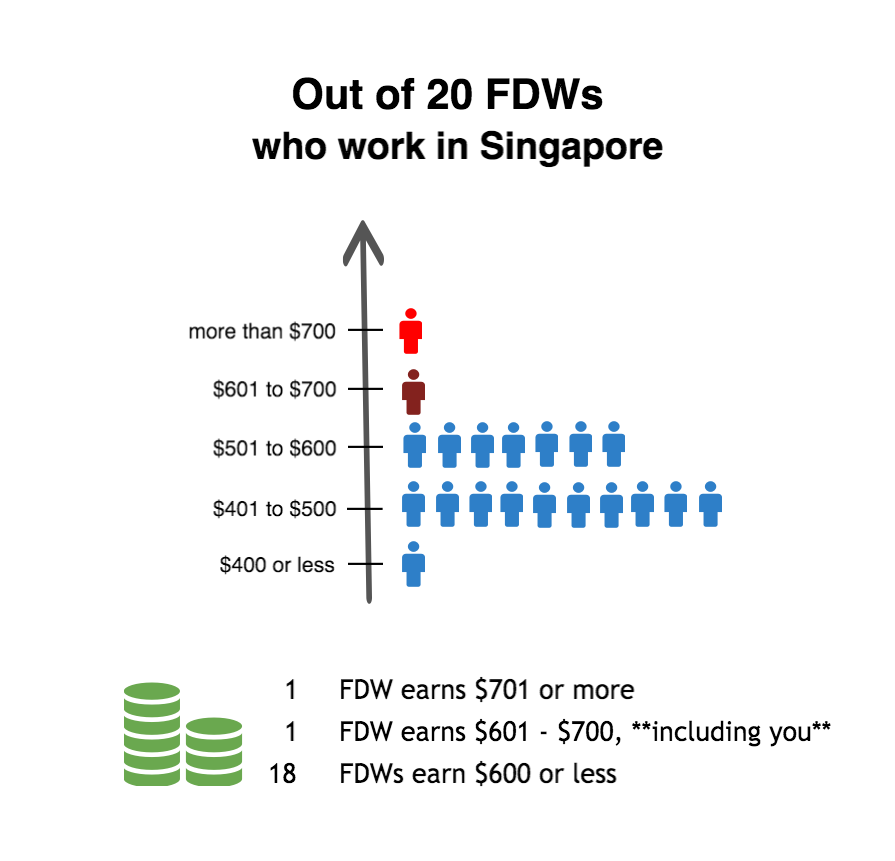 Out of 20 FDWs
who work in Singapore
more than $700
$601 to $700
$501 to $600
$401 to $500
$400 or less
1 FDW earns $701 or more
1 FDW earns $601 - $700, **including you**
18 FDWs earn $600 or less